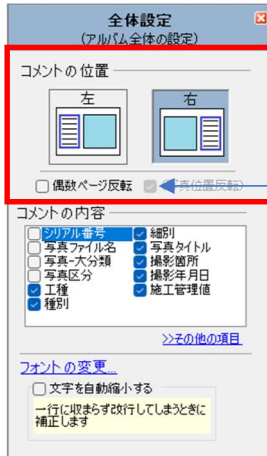 全体設定
(アルバム全体の設定)
コメントの位置
左 右
偶数ページ反転 (写真位置反転)
コメントの内容
シリアル番号 細別
写真ファイル名 写真タイトル
写真-大分類 撮影箇所
写真区分 撮影年月日
工種 施工管理値
種別
>>その他の項目
フォントの変更...
文字を自動縮小する
一行に収まらず改行してしまうときに
補正します